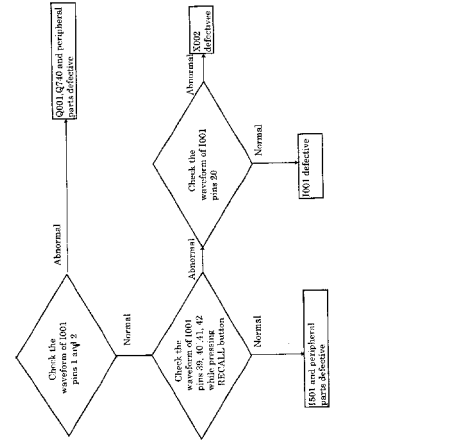 Check the
waveform of I001
pins 1 and 2
Abnormal
Q001,Q740 and peripheral
parts defective
Normal
Check the
waveform of I001
pins 39, 40, 41, 42
while pressing
RECALL button
Abnormal
Check the
waveform of I001
pins 20
Abnormal
X002
defectivee
Normal
I001 defective
Normal
I501 and peripheral
parts defective